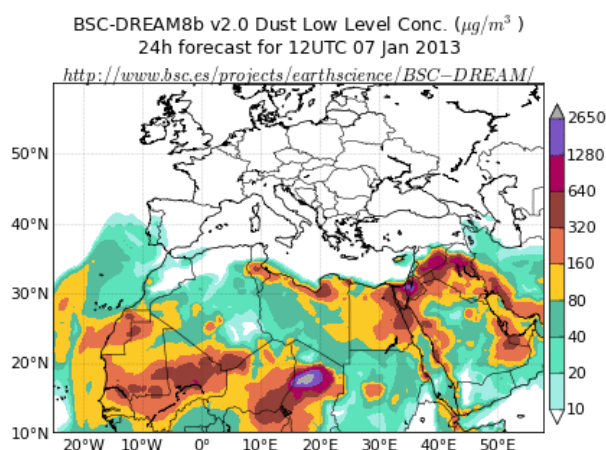 BSC-DREAM8b v2.0 Dust Low Level Conc. (μg/m³ )
24h forecast for 12UTC 07 Jan 2013
http://www.bsc.es/projects/earthscience/BSC−DREAM/
50°N
40°N
30°N
20°N
10°N
20°W 10°W 0° 10°E 20°E 30°E 40°E 50°E
2650
1280
640
320
160
80
40
20
10